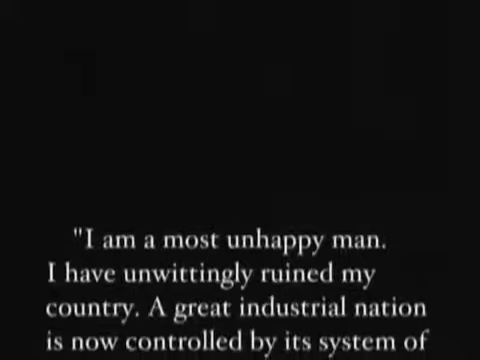 "I am a most unhappy man.
I have unwittingly ruined my
country. A great industrial nation
is now controlled by its system of